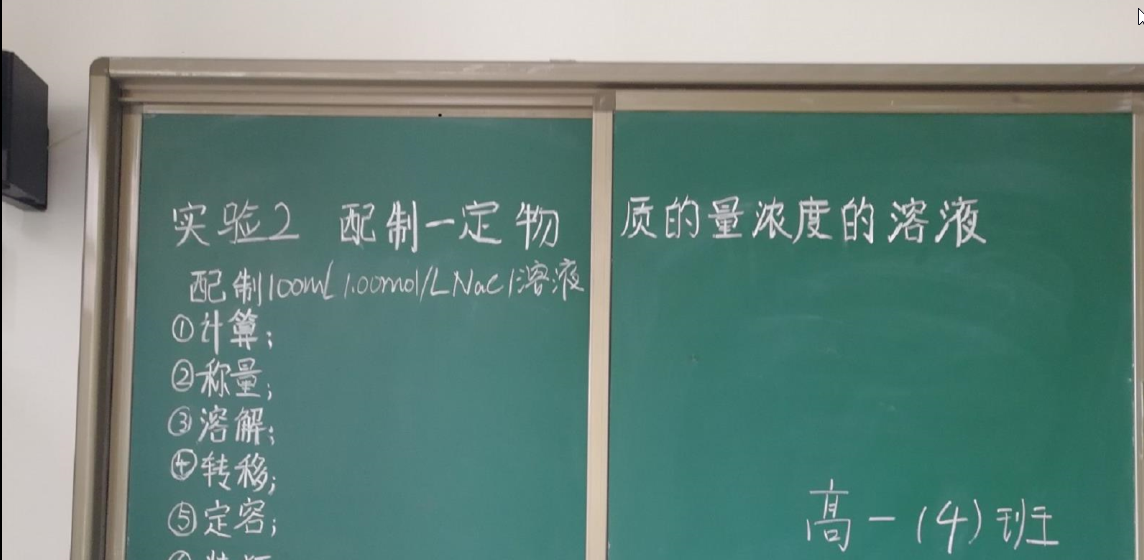 实验2 配制一定物质的量浓度的溶液
配制100mL 1.00mol/L NaCl溶液
①计算;
②称量;
③溶解;
④转移;
⑤定容;
高一(4)班